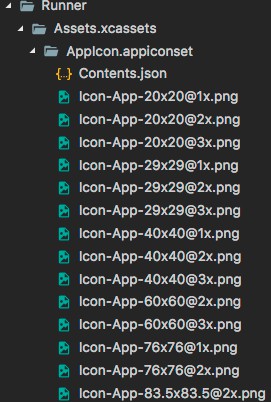 Runner
Assets.xcassets
AppIcon.appiconset
{..} Contents.json
Icon-App-20x20@1x.png
Icon-App-20x20@2x.png
Icon-App-20x20@3x.png
Icon-App-29x29@1x.png
Icon-App-29x29@2x.png
Icon-App-29x29@3x.png
Icon-App-40x40@1x.png
Icon-App-40x40@2x.png
Icon-App-40x40@3x.png
Icon-App-60x60@2x.png
Icon-App-60x60@3x.png
Icon-App-76x76@1x.png
Icon-App-76x76@2x.png
Icon-App-83.5x83.5@2x.png